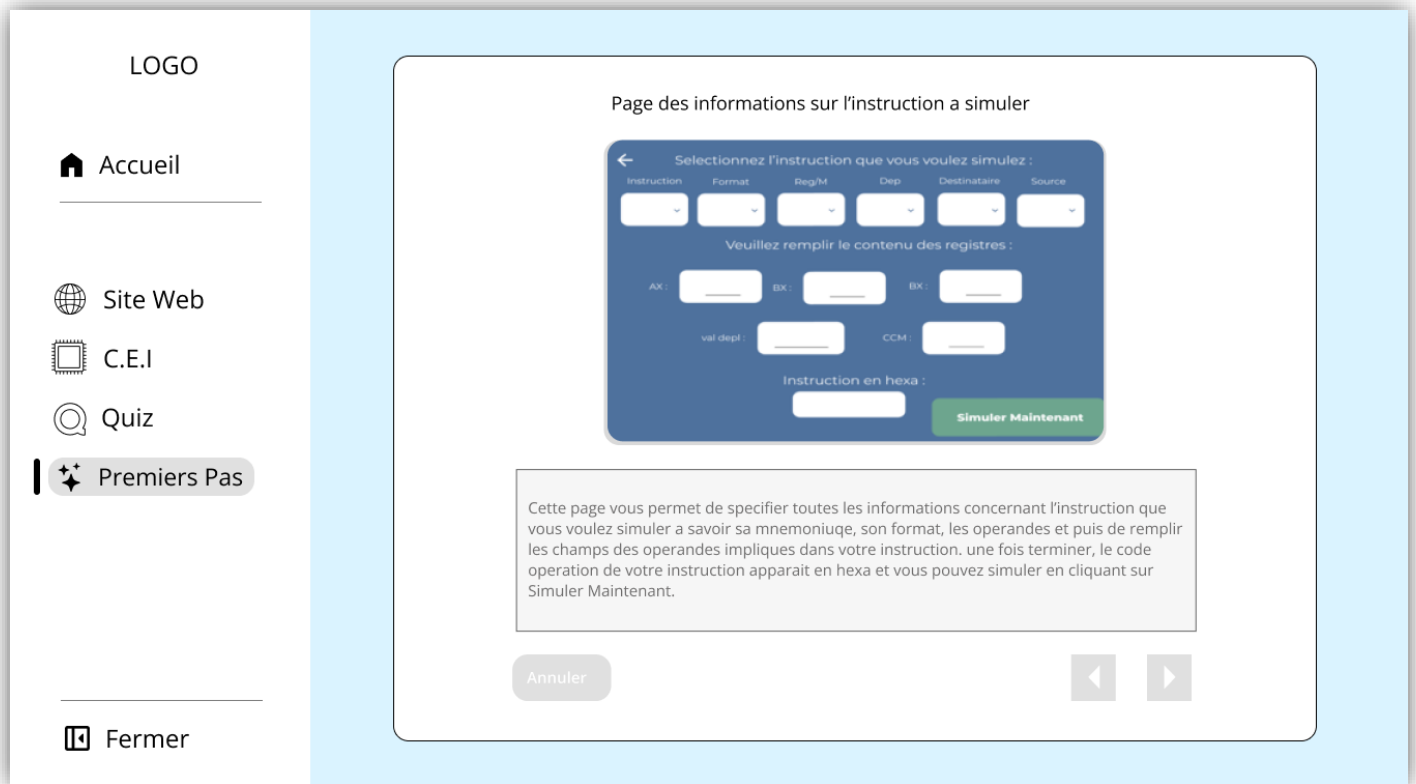 LOGO
Accueil
Site Web
C.E.I
Quiz
Premiers Pas
Fermer
Page des informations sur l’instruction a simuler
Selectionnez l’instruction que vous voulez simulez :
Instruction Format Reg/M Dep Destinataire Source
Veuillez remplir le contenu des registres :
AX : BX : BX :
val depl : CCM :
Instruction en hexa :
Simuler Maintenant
Cette page vous permet de specifier toutes les informations concernant l’instruction que
vous voulez simuler a savoir sa mnemoniuqe, son format, les operandes et puis de remplir
les champs des operandes impliques dans votre instruction. une fois terminer, le code
operation de votre instruction apparait en hexa et vous pouvez simuler en cliquant sur
Simuler Maintenant.
Annuler